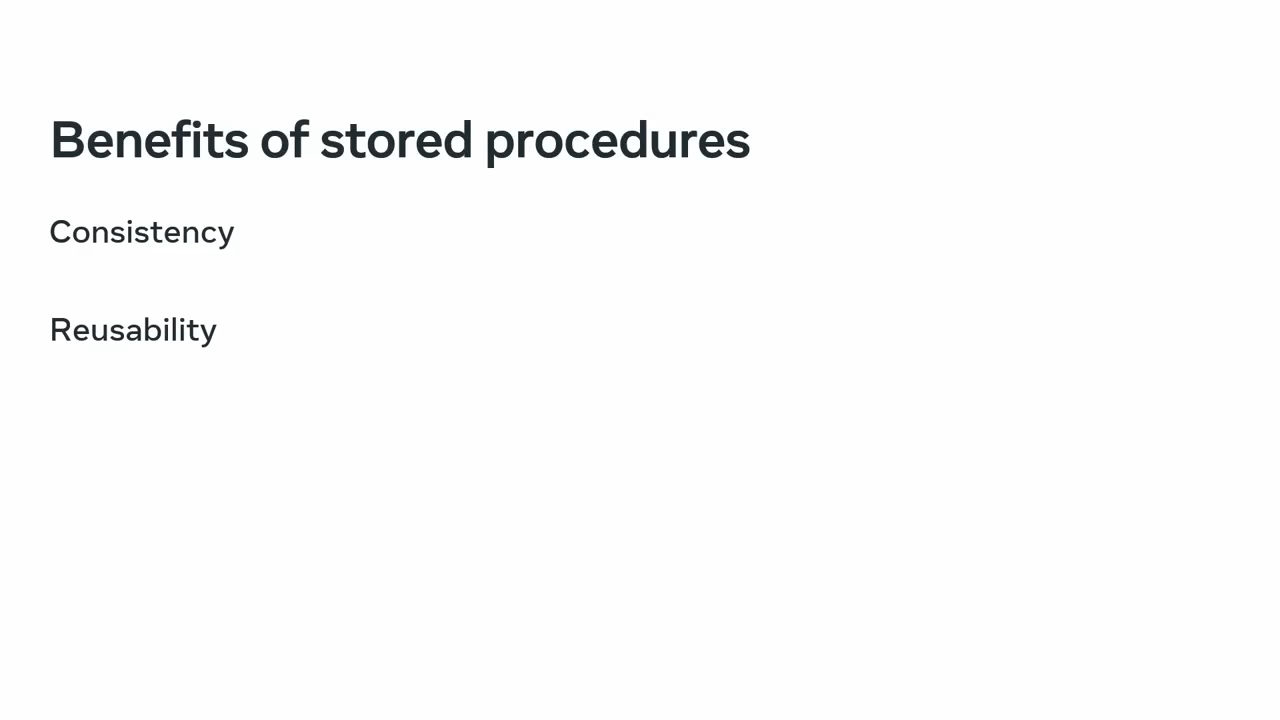 Benefits of stored procedures
Consistency
Reusability